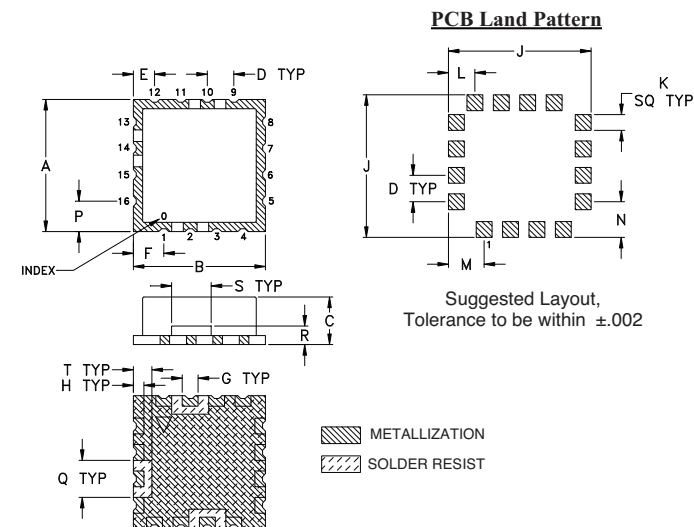 PCB Land Pattern
E
D TYP
12 11 10 9
13
14
15
16
8
7
6
5
A
P
O
F
1 2 3 4
INDEX
B
J
L
K
SQ TYP
J
D TYP
N
1
M
Suggested Layout,
Tolerance to be within ±.002
S TYP
C
R
T TYP
H TYP
G TYP
Q TYP
METALLIZATION
SOLDER RESIST